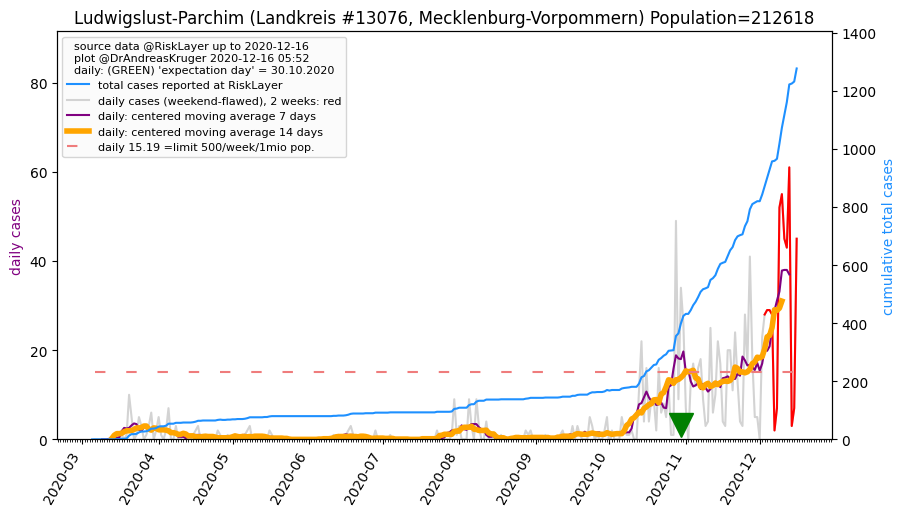 Ludwigslust-Parchim (Landkreis #13076, Mecklenburg-Vorpommern) Population=212618
source data @RiskLayer up to 2020-12-16
plot @DrAndreasKruger 2020-12-16 05:52
daily: (GREEN) 'expectation day' = 30.10.2020
total cases reported at RiskLayer
daily cases (weekend-flawed), 2 weeks: red
daily: centered moving average 7 days
daily: centered moving average 14 days
daily 15.19 =limit 500/week/1mio pop.
daily cases
80
60
40
20
0
cumulative total cases
1400
1200
1000
800
600
400
200
0
2020-03
2020-04
2020-05
2020-06
2020-07
2020-08
2020-09
2020-10
2020-11
2020-12